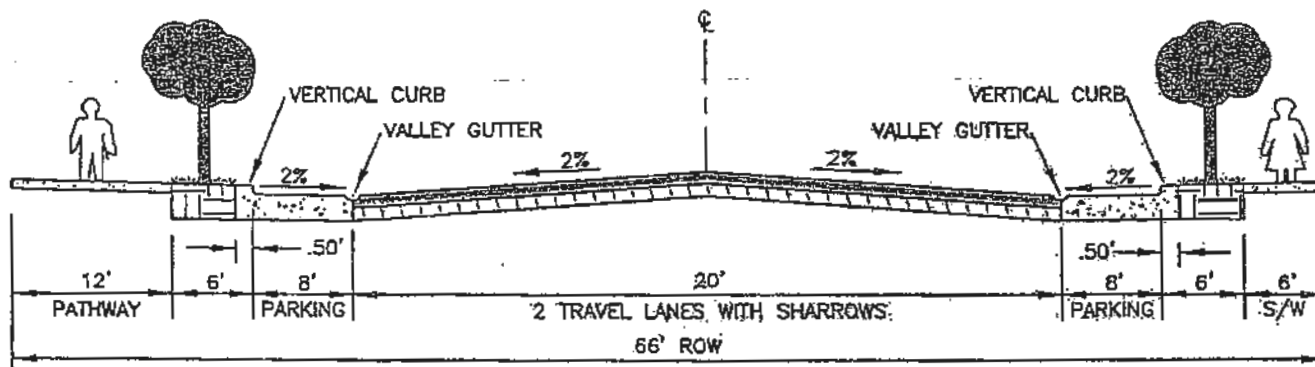 ℄
VERTICAL CURB
VERTICAL CURB
VALLEY GUTTER
VALLEY GUTTER
2%
2%
2%
2%
.50'
.50'
12'
6'
8'
20'
8'
6'
6'
PATHWAY
PARKING
2 TRAVEL LANES WITH SHARROWS
PARKING
S/W
66' ROW